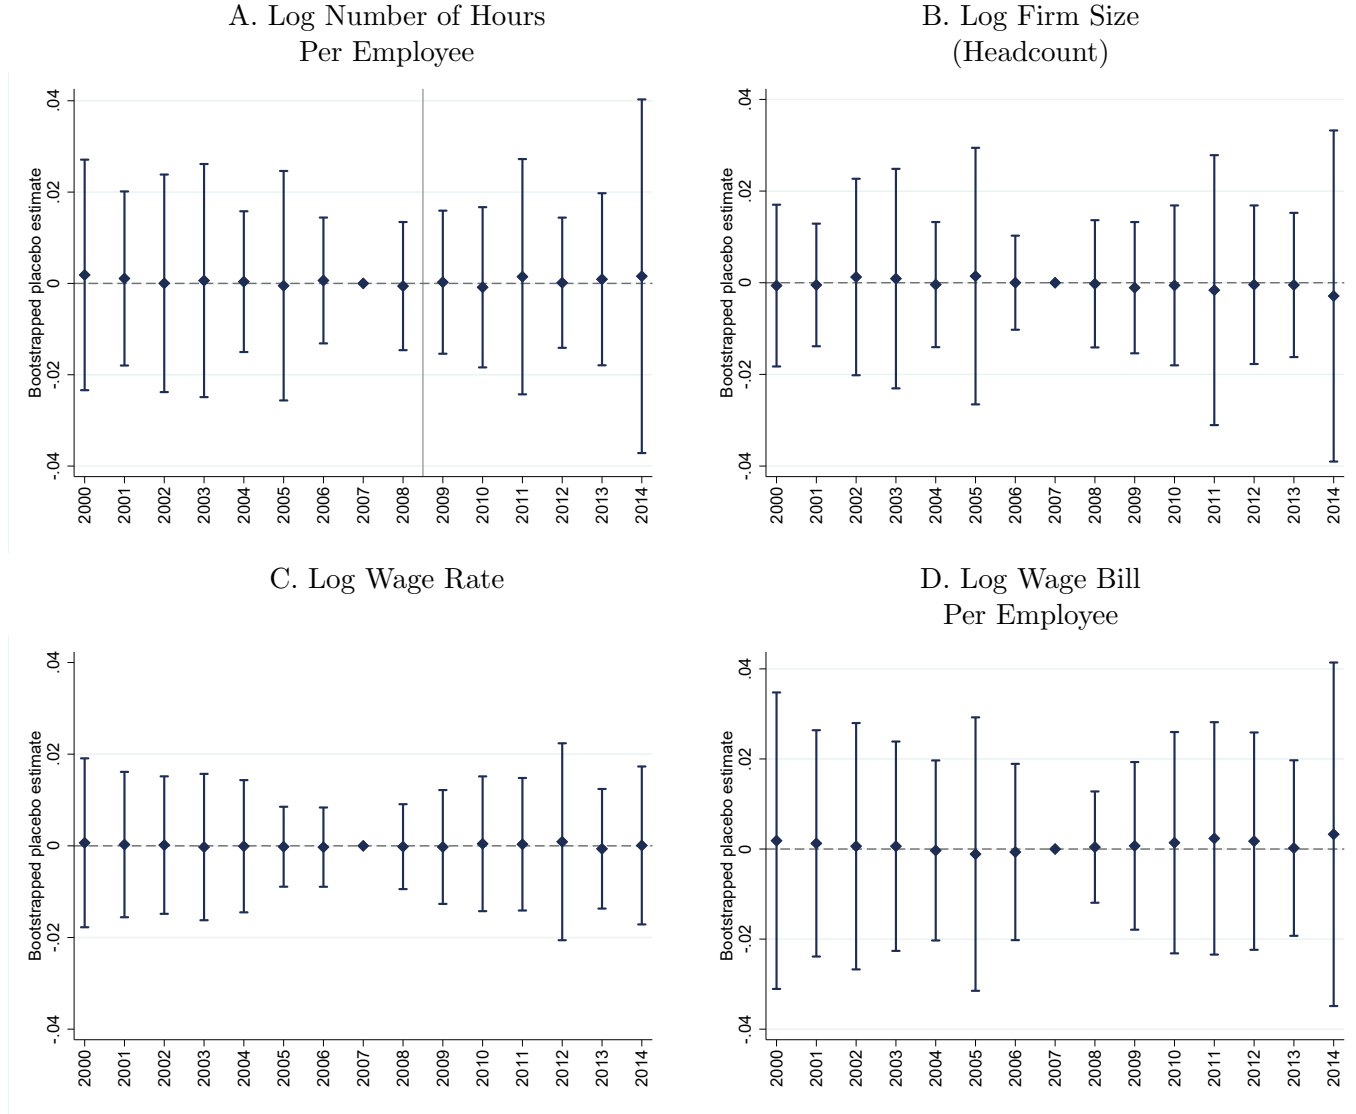 A. Log Number of Hours
Per Employee
Bootstrapped placebo estimate
.04
.02
0
-.02
-.04
2000 2001 2002 2003 2004 2005 2006 2007 2008 2009 2010 2011 2012 2013 2014
B. Log Firm Size
(Headcount)
Bootstrapped placebo estimate
.04
.02
0
-.02
-.04
2000 2001 2002 2003 2004 2005 2006 2007 2008 2009 2010 2011 2012 2013 2014
C. Log Wage Rate
Bootstrapped placebo estimate
.04
.02
0
-.02
-.04
2000 2001 2002 2003 2004 2005 2006 2007 2008 2009 2010 2011 2012 2013 2014
D. Log Wage Bill
Per Employee
Bootstrapped placebo estimate
.04
.02
0
-.02
-.04
2000 2001 2002 2003 2004 2005 2006 2007 2008 2009 2010 2011 2012 2013 2014